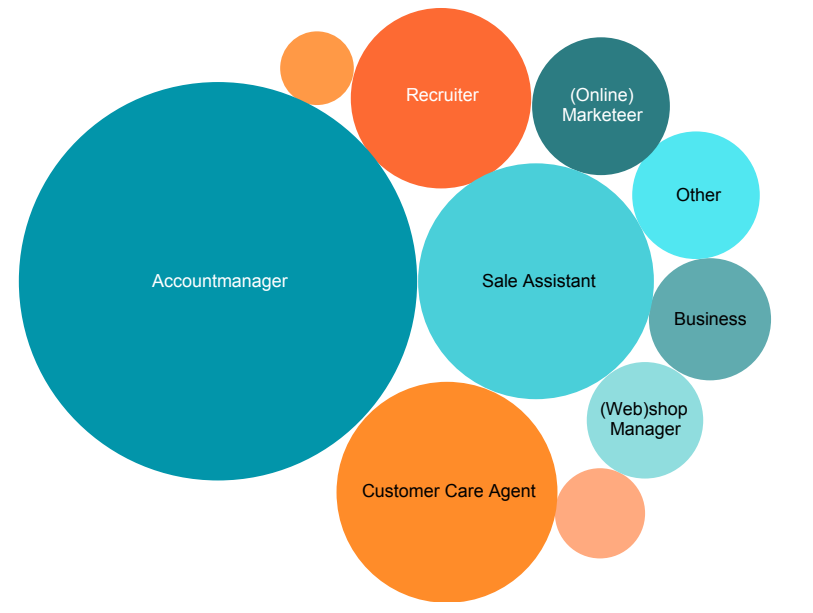 Recruiter
(Online)
Marketeer
Other
Accountmanager
Sale Assistant
Business
(Web)shop
Manager
Customer Care Agent